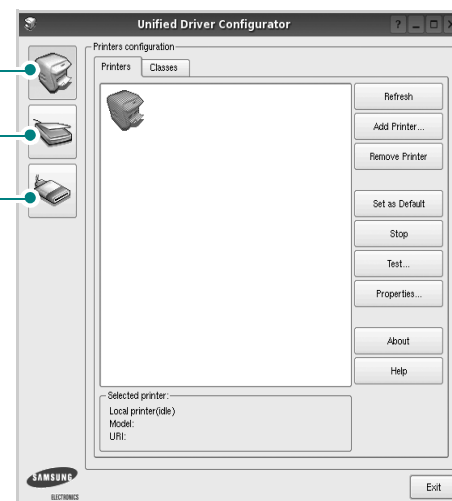 Unified Driver Configurator
Printers configuration
Printers
Classes
Refresh
Add Printer...
Remove Printer
Set as Default
Stop
Test...
Properties...
About
Help
Selected printer:
Local printer(idle)
Model:
URI:
SAMSUNG
ELECTRONICS
Exit